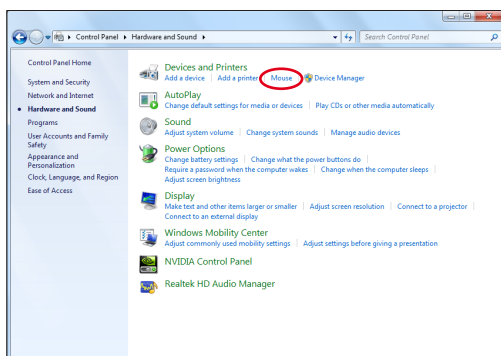 Control Panel ▸ Hardware and Sound ▸
Search Control Panel
Control Panel Home
System and Security
Network and Internet
Hardware and Sound
Programs
User Accounts and Family
Safety
Appearance and
Personalization
Clock, Language, and Region
Ease of Access
Devices and Printers
Add a device | Add a printer | Mouse | Device Manager
AutoPlay
Change default settings for media or devices | Play CDs or other media automatically
Sound
Adjust system volume | Change system sounds | Manage audio devices
Power Options
Change battery settings | Change what the power buttons do |
Require a password when the computer wakes | Change when the computer sleeps |
Adjust screen brightness
Display
Make text and other items larger or smaller | Adjust screen resolution | Connect to a projector |
Connect to an external display
Windows Mobility Center
Adjust commonly used mobility settings | Adjust settings before giving a presentation
NVIDIA Control Panel
Realtek HD Audio Manager